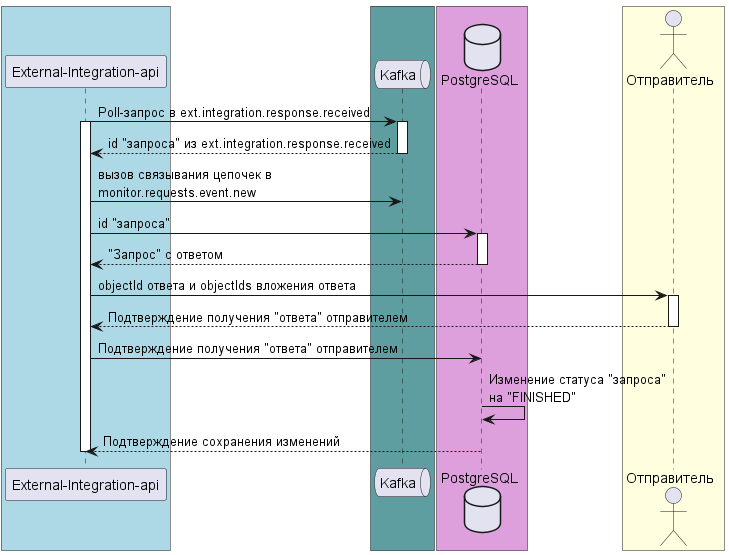 External-Integration-api
Kafka
PostgreSQL
Отправитель
Poll-запрос в ext.integration.response.received
id "запроса" из ext.integration.response.received
вызов связывания цепочек в
monitor.requests.event.new
id "запроса"
"Запрос" с ответом
objectId ответа и objectIds вложения ответа
Подтверждение получения "ответа" отправителем
Подтверждение получения "ответа" отправителем
Изменение статуса "запроса"
на "FINISHED"
Подтверждение сохранения изменений
External-Integration-api
Kafka
PostgreSQL
Отправитель